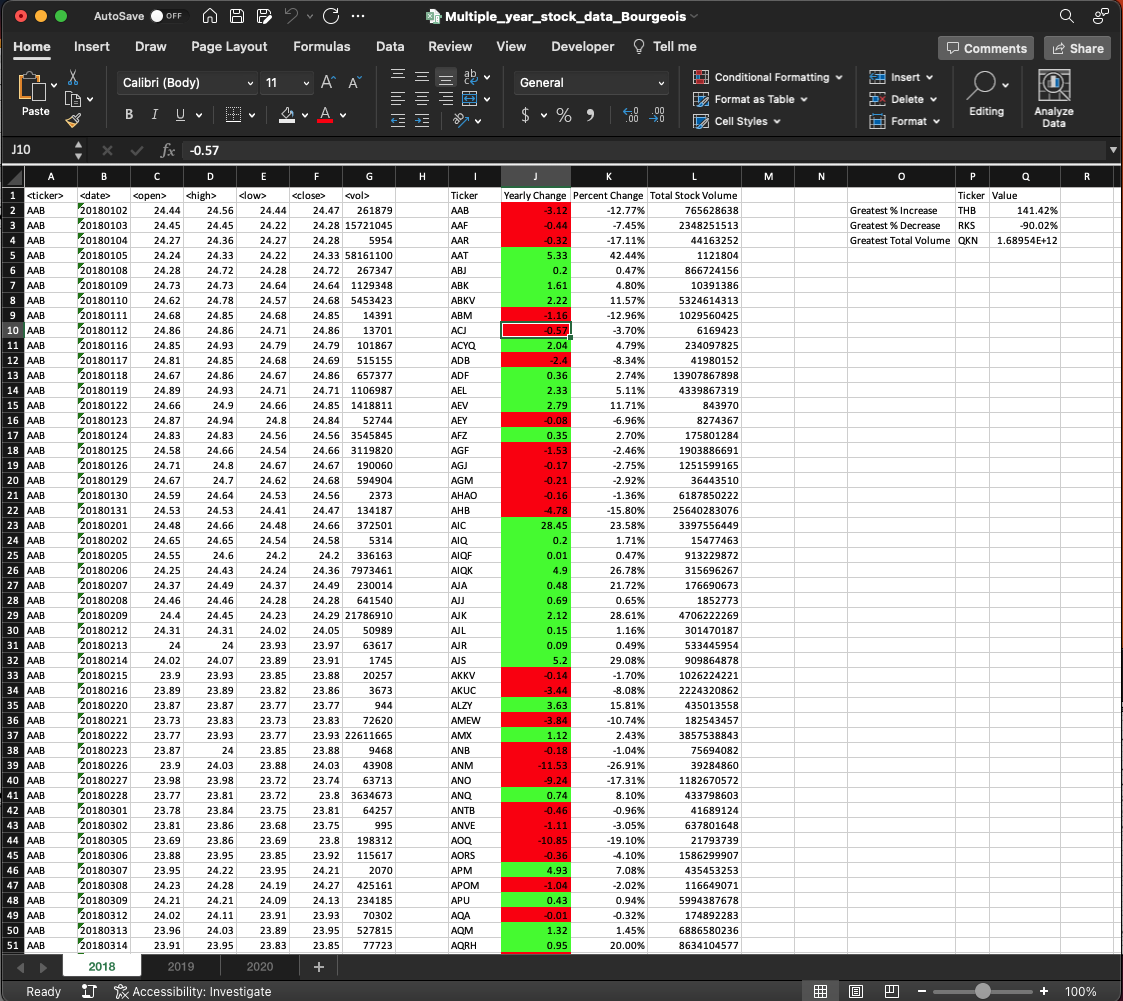 AutoSave OFF Multiple_year_stock_data_Bourgeois
Home Insert Draw Page Layout Formulas Data Review View Developer Tell me Comments Share
Paste Calibri (Body) 11 A A ab General Conditional Formatting Insert
Format as Table Delete Editing Analyze Data
B I U A $ % Cell Styles Format
J10 fx -0.57
A B C D E F G H I J K L M N O P Q R
1 <ticker> <date> <open> <high> <low> <close> <vol> Ticker Yearly Change Percent Change Total Stock Volume Ticker Value
2 AAB 20180102 24.44 24.56 24.44 24.47 261879 AAB -3.12 -12.77% 765628638 Greatest % Increase THB 141.42%
3 AAB 20180103 24.45 24.45 24.22 24.28 15721045 AAF -0.44 -7.45% 2348251513 Greatest % Decrease RKS -90.02%
4 AAB 20180104 24.27 24.36 24.27 24.28 5954 AAR -0.32 -17.11% 44163252 Greatest Total Volume QKN 1.68954E+12
5 AAB 20180105 24.24 24.33 24.22 24.33 58161100 AAT 5.33 42.44% 1121804
6 AAB 20180108 24.28 24.72 24.28 24.72 267347 ABJ 0.2 0.47% 866724156
7 AAB 20180109 24.73 24.73 24.64 24.64 1129348 ABK 1.61 4.80% 10391386
8 AAB 20180110 24.62 24.78 24.57 24.68 5453423 ABKV 2.22 11.57% 5324614313
9 AAB 20180111 24.68 24.85 24.68 24.85 14391 ABM -1.16 -12.96% 1029560425
10 AAB 20180112 24.86 24.86 24.71 24.86 13701 ACJ -0.57 -3.70% 6169423
11 AAB 20180116 24.85 24.93 24.79 24.79 101867 ACYQ 2.04 4.79% 234097825
12 AAB 20180117 24.81 24.85 24.68 24.69 515155 ADB -2.4 -8.34% 41980152
13 AAB 20180118 24.67 24.86 24.67 24.86 657377 ADF 0.36 2.74% 13907867898
14 AAB 20180119 24.89 24.93 24.71 24.71 1106987 AEL 2.33 5.11% 4339867319
15 AAB 20180122 24.66 24.9 24.66 24.85 1418811 AEV 2.79 11.71% 843970
16 AAB 20180123 24.87 24.94 24.8 24.84 52744 AEY -0.08 -6.96% 8274367
17 AAB 20180124 24.83 24.83 24.56 24.56 3545845 AFZ 0.35 2.70% 175801284
18 AAB 20180125 24.58 24.66 24.54 24.66 3119820 AGF -1.53 -2.46% 1903886691
19 AAB 20180126 24.71 24.8 24.67 24.67 190060 AGJ -0.17 -2.75% 1251599165
20 AAB 20180129 24.67 24.7 24.62 24.68 594904 AGM -0.21 -2.92% 36443510
21 AAB 20180130 24.59 24.64 24.53 24.56 2373 AHAO -0.16 -1.36% 6187850222
22 AAB 20180131 24.53 24.53 24.41 24.47 134187 AHB -4.78 -15.80% 25640283076
23 AAB 20180201 24.48 24.66 24.48 24.66 372501 AIC 28.45 23.58% 3397556449
24 AAB 20180202 24.65 24.65 24.54 24.58 5314 AIQ 0.2 1.71% 15477463
25 AAB 20180205 24.55 24.6 24.2 24.2 336163 AIQF 0.01 0.47% 913229872
26 AAB 20180206 24.25 24.43 24.24 24.36 7973461 AIQK 4.9 26.78% 315696267
27 AAB 20180207 24.37 24.49 24.37 24.49 230014 AJA 0.48 21.72% 176690673
28 AAB 20180208 24.46 24.46 24.28 24.28 641540 AJJ 0.69 0.65% 1852773
29 AAB 20180209 24.4 24.45 24.23 24.29 21786910 AJK 2.12 28.61% 4706222269
30 AAB 20180212 24.31 24.31 24.02 24.05 50989 AJL 0.15 1.16% 301470187
31 AAB 20180213 24 24 23.93 23.97 63617 AJR 0.09 0.49% 533445954
32 AAB 20180214 24.02 24.07 23.89 23.91 1745 AJS 5.2 29.08% 909864878
33 AAB 20180215 23.9 23.93 23.85 23.88 20257 AKKV -0.14 -1.70% 1026224221
34 AAB 20180216 23.89 23.89 23.82 23.86 3673 AKUC -3.44 -8.08% 2224320862
35 AAB 20180220 23.87 23.87 23.77 23.77 944 ALZY 3.63 15.81% 435013558
36 AAB 20180221 23.73 23.83 23.73 23.83 72620 AMEW -3.84 -10.74% 182543457
37 AAB 20180222 23.77 23.93 23.77 23.93 22611665 AMX 1.12 2.43% 3857538843
38 AAB 20180223 23.87 24 23.85 23.88 9468 ANB -0.18 -1.04% 75694082
39 AAB 20180226 23.9 24.03 23.88 24.03 43908 ANM -11.53 -26.91% 39284860
40 AAB 20180227 23.98 23.98 23.72 23.74 63713 ANO -9.24 -17.31% 1182670572
41 AAB 20180228 23.77 23.81 23.72 23.8 3634673 ANQ 0.74 8.10% 433798603
42 AAB 20180301 23.78 23.84 23.75 23.81 64257 ANTB -0.46 -0.96% 41689124
43 AAB 20180302 23.81 23.86 23.68 23.75 995 ANVE -1.11 -3.05% 637801648
44 AAB 20180305 23.69 23.86 23.69 23.8 198312 AOQ -10.85 -19.10% 21793739
45 AAB 20180306 23.88 23.95 23.85 23.92 115617 AORS -0.36 -4.10% 1586299907
46 AAB 20180307 23.95 24.22 23.95 24.21 2070 APM 4.93 7.08% 435453253
47 AAB 20180308 24.23 24.28 24.19 24.27 425161 APOM -1.04 -2.02% 116649071
48 AAB 20180309 24.21 24.21 24.09 24.13 234185 APU 0.43 0.94% 5994387678
49 AAB 20180312 24.02 24.11 23.91 23.93 70302 AQA -0.01 -0.32% 174892283
50 AAB 20180313 23.96 24.03 23.89 23.95 527815 AQM 1.32 1.45% 6886580236
51 AAB 20180314 23.91 23.95 23.83 23.85 77723 AQRH 0.95 20.00% 8634104577
2018 2019 2020 +
Ready Accessibility: Investigate - + 100%